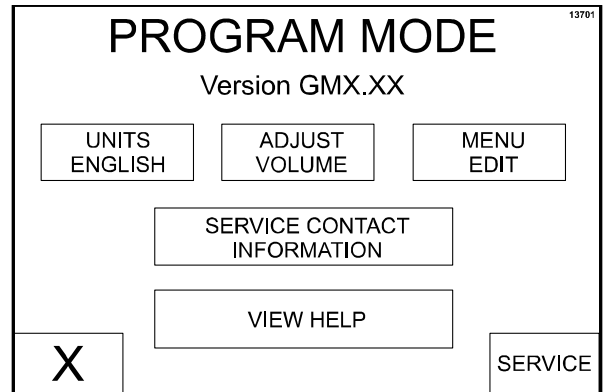 13701
PROGRAM MODE
Version GMX.XX
UNITS
ENGLISH
ADJUST
VOLUME
MENU
EDIT
SERVICE CONTACT
INFORMATION
VIEW HELP
X
SERVICE